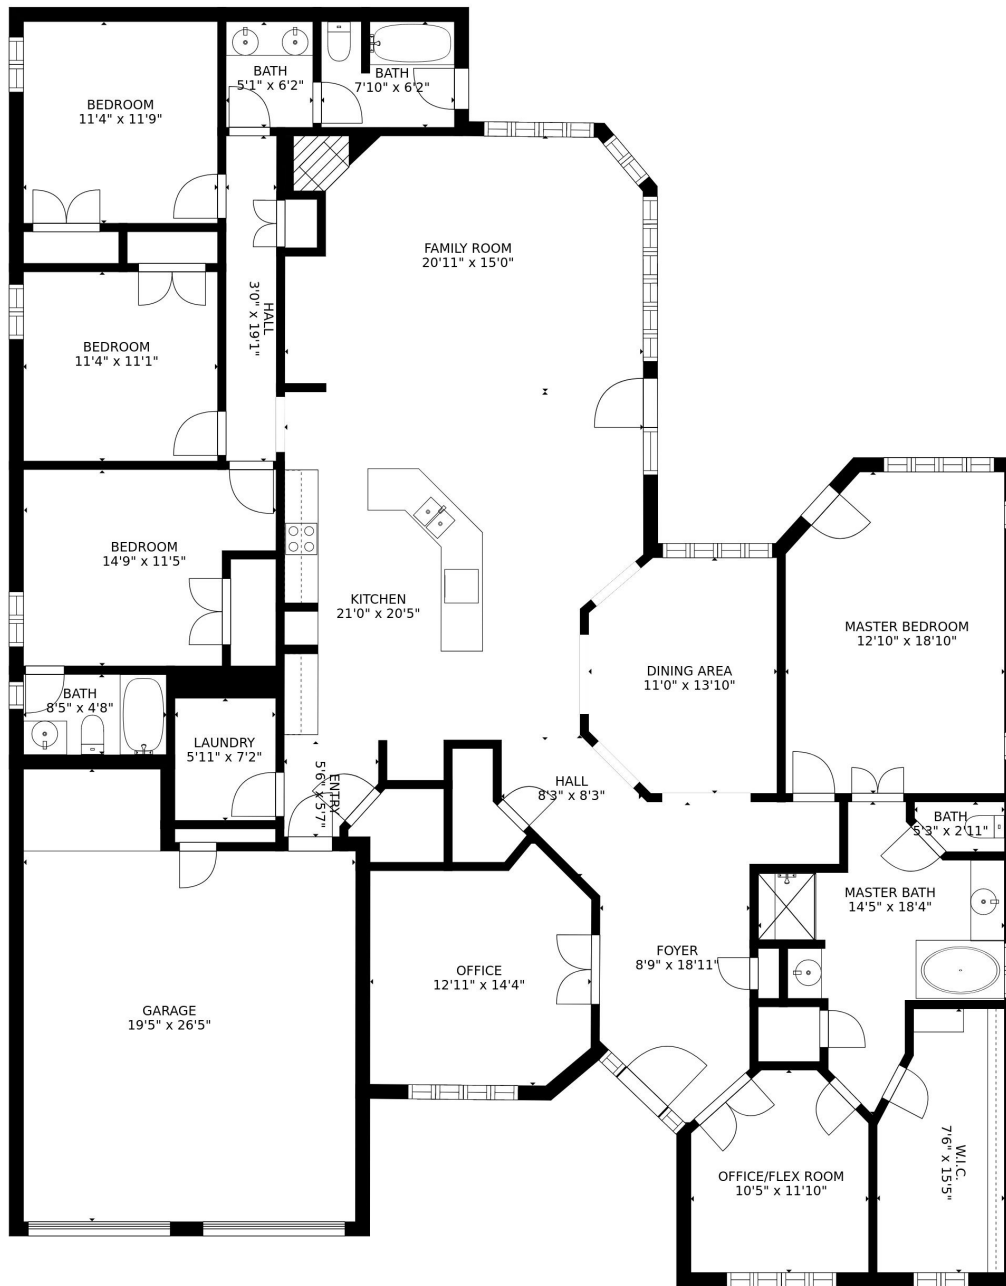 BATH
5'1" x 6'2"
BATH
7'10" x 6'2"
BEDROOM
11'4" x 11'9"
FAMILY ROOM
20'11" x 15'0"
HALL
3'0" x 19'1"
BEDROOM
11'4" x 11'1"
BEDROOM
14'9" x 11'5"
KITCHEN
21'0" x 20'5"
MASTER BEDROOM
12'10" x 18'10"
DINING AREA
11'0" x 13'10"
BATH
8'5" x 4'8"
LAUNDRY
5'11" x 7'2"
ENTRY
5'6" x 5'7"
HALL
8'3" x 8'3"
BATH
5'3" x 2'11"
MASTER BATH
14'5" x 18'4"
FOYER
8'9" x 18'11"
OFFICE
12'11" x 14'4"
GARAGE
19'5" x 26'5"
W.I.C.
7'6" x 15'5"
OFFICE/FLEX ROOM
10'5" x 11'10"